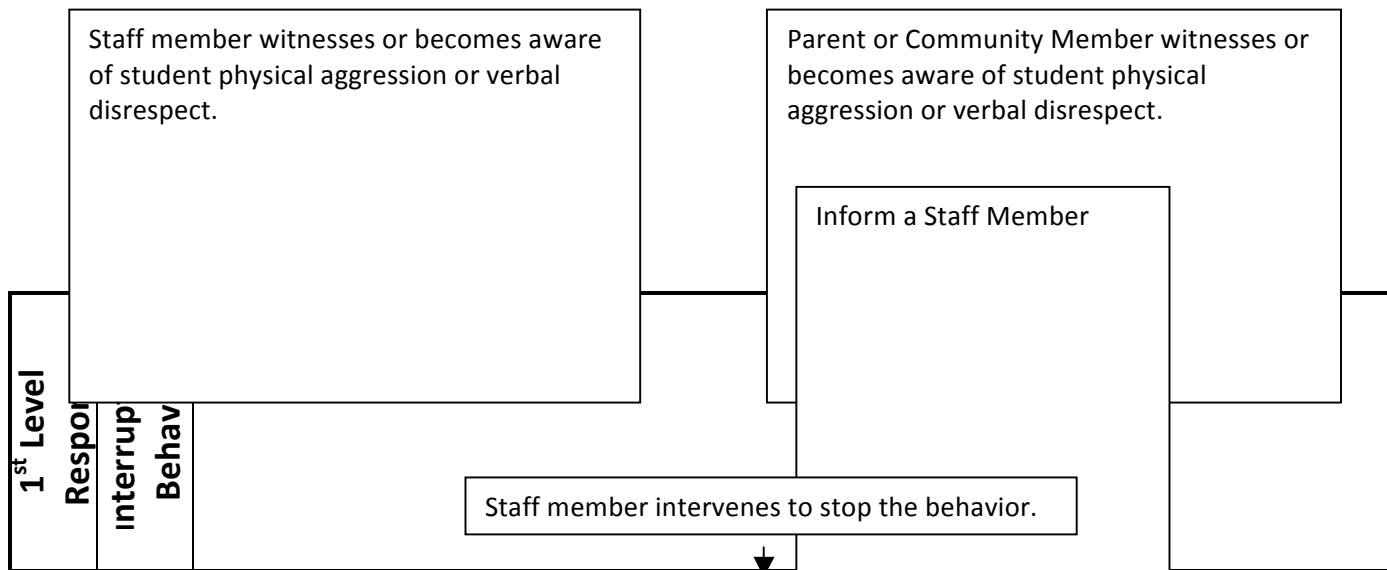 Staff member witnesses or becomes aware
of student physical aggression or verbal
disrespect.
Parent or Community Member witnesses or
becomes aware of student physical
aggression or verbal disrespect.
Inform a Staff Member
1st Level
Staff member intervenes to stop the behavior.